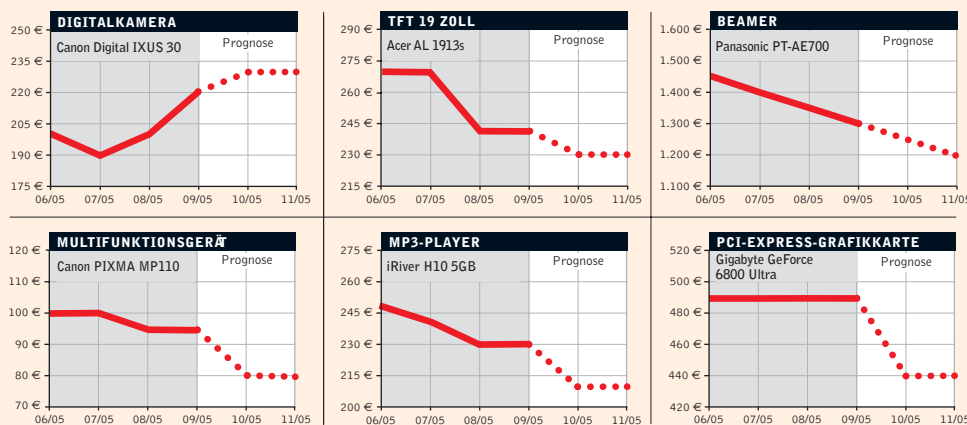 DIGITALKAMERA
250 €
Canon Digital IXUS 30
Prognose
235 €
220 €
205 €
190 €
175 €
06/05 07/05 08/05 09/05 10/05 11/05
TFT 19 ZOLL
290 €
Acer AL 1913s
Prognose
275 €
260 €
245 €
230 €
215 €
06/05 07/05 08/05 09/05 10/05 11/05
BEAMER
1.600 €
Panasonic PT-AE700
Prognose
1.500 €
1.400 €
1.300 €
1.200 €
1.100 €
06/05 07/05 08/05 09/05 10/05 11/05
MULTIFUNKTIONSGERÄT
120 €
Canon PIXMA MP110
Prognose
110 €
100 €
90 €
80 €
70 €
06/05 07/05 08/05 09/05 10/05 11/05
MP3-PLAYER
275 €
iRiver H10 5GB
Prognose
260 €
245 €
230 €
215 €
200 €
06/05 07/05 08/05 09/05 10/05 11/05
PCI-EXPRESS-GRAFIKKARTE
520 €
Gigabyte GeForce
6800 Ultra
Prognose
500 €
480 €
460 €
440 €
420 €
06/05 07/05 08/05 09/05 10/05 11/05